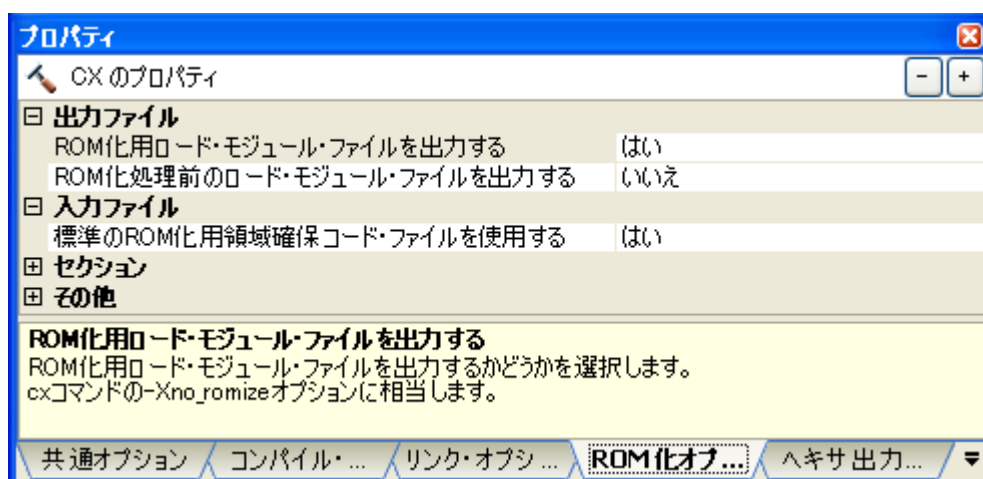 プロパティ
CX のプロパティ
出力ファイル
ROM化用ロード・モジュール・ファイルを出力する はい
ROM化処理前のロード・モジュール・ファイルを出力する いいえ
入力ファイル
標準のROM化用領域確保コード・ファイルを使用する はい
セクション
その他
ROM化用ロード・モジュール・ファイルを出力する
ROM化用ロード・モジュール・ファイルを出力するかどうかを選択します。
cxコマンドの-Xno_romizeオプションに相当します。
共通オプション コンパイル・... リンク・オプシ... ROM化オプ... ヘキサ出力...